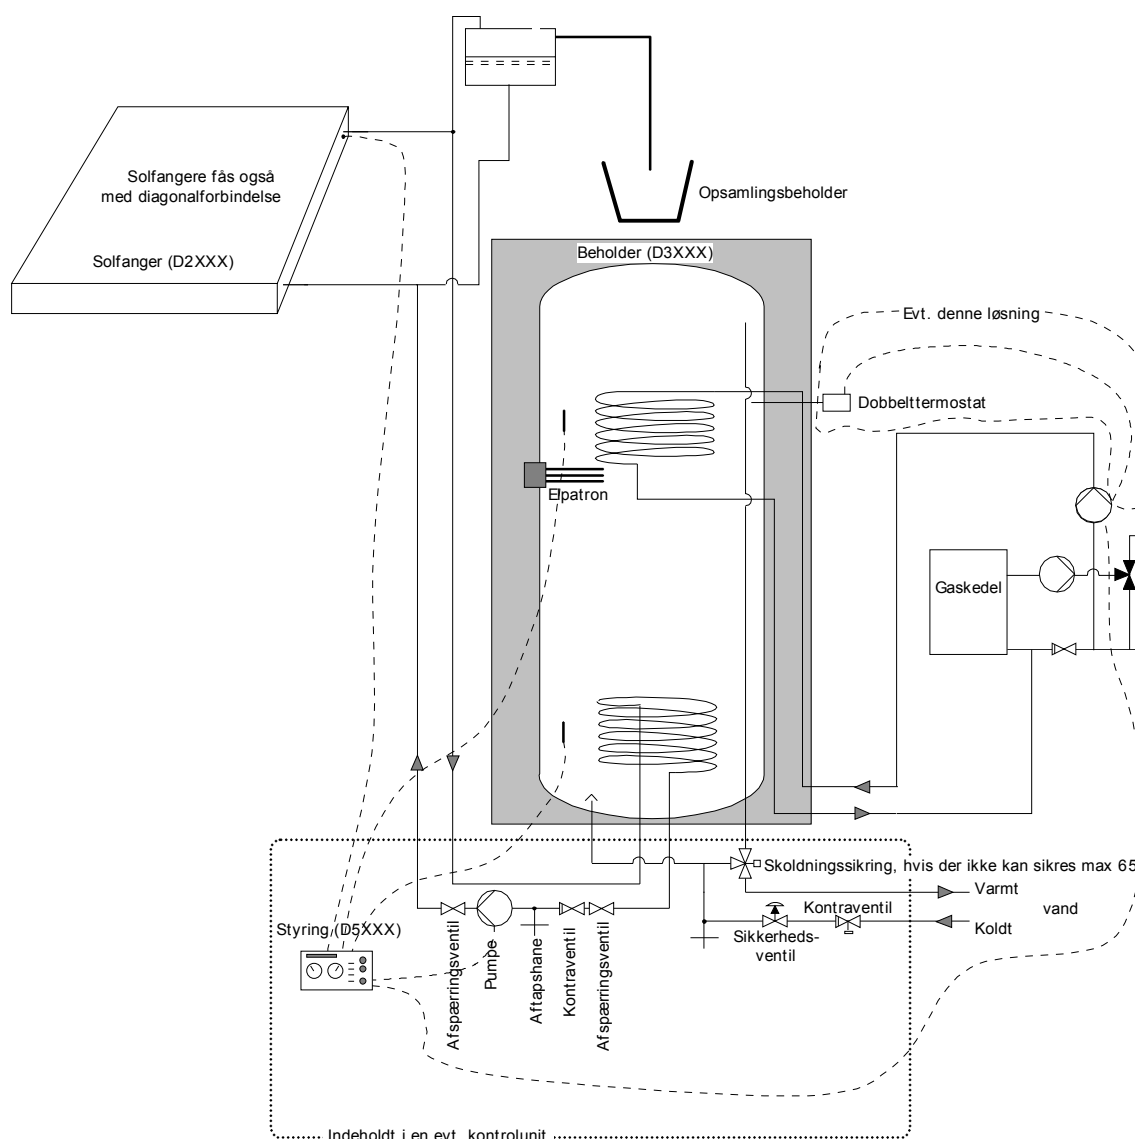 Solfangere fås også
med diagonalforbindelse
Solfanger (D2XXX)
Opsamlingsbeholder
Beholder (D3XXX)
Evt. denne løsning
Dobbelttermostat
Elpatron
Gaskedel
Skoldningssikring, hvis der ikke kan sikres max 65
Varmt
vand
Koldt
Kontraventil
Sikkerheds-
ventil
Styring (D5XXX)
Afspærringsventil
Pumpe
Aftapshane
Kontraventil
Afspærringsventil
Indeholdt i en evt. kontrolunit